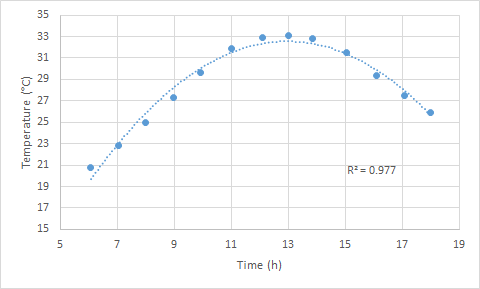 35
33
31
29
27
25
23
21
19
17
15
Temperature (°C)
R² = 0.977
5 7 9 11 13 15 17 19
Time (h)